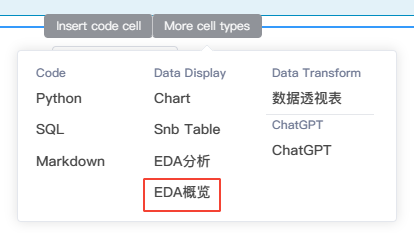 Insert code cell More cell types
Code
Python
SQL
Markdown
Data Display
Chart
Snb Table
EDA分析
EDA概览
Data Transform
数据透视表
ChatGPT
ChatGPT